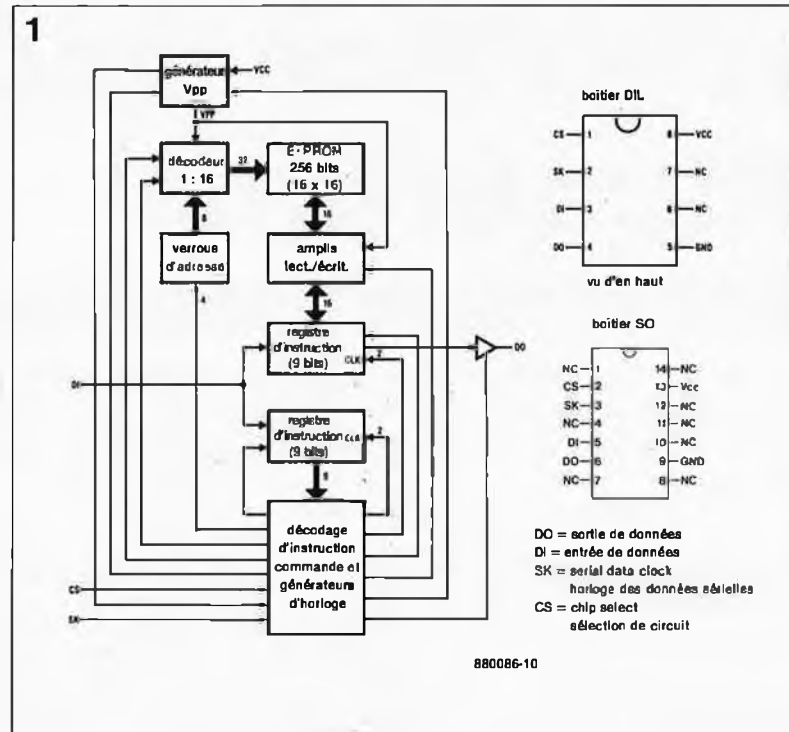 1
générateur
Vpp
VCC
VPP
décodeur
1 : 16
32
E²PROM
256 bits
(16 x 16)
8
16
verrous
d'adresse
4
amplis
lect./écrit.
16
registre
d'instruction
(9 bits)
CLK
2
DO
DI
registre
d'instruction
(9 bits)
CLK
2
9
décodage
d'instruction
commande et
générateurs
d'horloge
CS
SK
880086-10
boitier DIL
CS 1
SK 2
DI 3
DO 4
8 VCC
7 NC
6 NC
5 GND
vu d'en haut
boitier SO
NC 1
CS 2
SK 3
NC 4
DI 5
DO 6
NC 7
14 NC
13 Vcc
12 NC
11 NC
10 NC
9 GND
8 NC
DO = sortie de données
DI = entrée de données
SK = serial data clock
horloge des données sérielles
CS = chip select
sélection de circuit